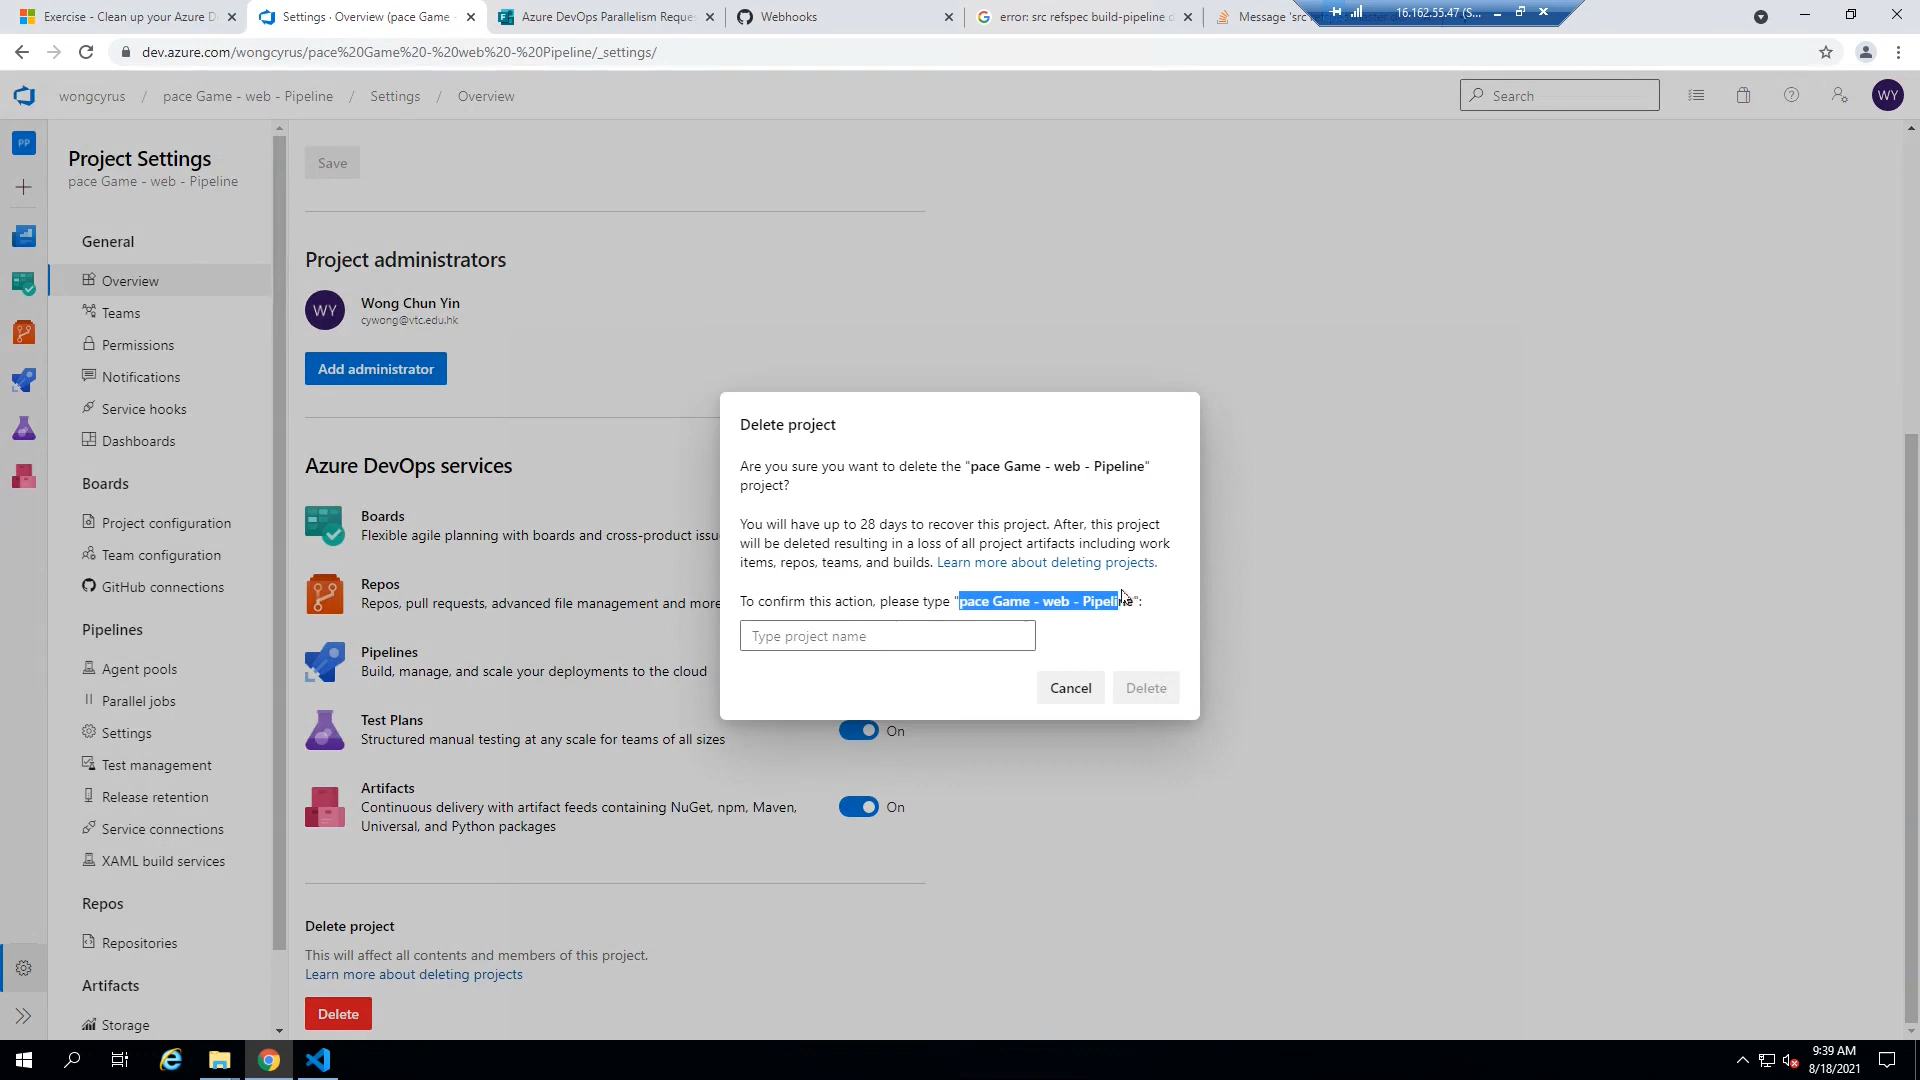 Exercise - Clean up your Azure D
Settings · Overview (pace Game -
Azure DevOps Parallelism Reque
Webhooks
error: src refspec build-pipeline d
16.162.55.47 (S...
dev.azure.com/wongcyrus/pace%20Game%20-%20web%20-%20Pipeline/_settings/
wongcyrus / pace Game - web - Pipeline / Settings / Overview
Search
WY
PP
Project Settings
pace Game - web - Pipeline
General
Overview
Teams
Permissions
Notifications
Service hooks
Dashboards
Boards
Project configuration
Team configuration
GitHub connections
Pipelines
Agent pools
Parallel jobs
Settings
Test management
Release retention
Service connections
XAML build services
Repos
Repositories
Artifacts
Storage
Save
Project administrators
WY
Wong Chun Yin
cywong@vtc.edu.hk
Add administrator
Azure DevOps services
Boards
Flexible agile planning with boards and cross-product issu
Repos
Repos, pull requests, advanced file management and more
Pipelines
Build, manage, and scale your deployments to the cloud
Test Plans
Structured manual testing at any scale for teams of all sizes
On
Artifacts
Continuous delivery with artifact feeds containing NuGet, npm, Maven,
Universal, and Python packages
On
Delete project
This will affect all contents and members of this project.
Learn more about deleting projects
Delete
Delete project
Are you sure you want to delete the "pace Game - web - Pipeline"
project?
You will have up to 28 days to recover this project. After, this project
will be deleted resulting in a loss of all project artifacts including work
items, repos, teams, and builds. Learn more about deleting projects.
To confirm this action, please type "pace Game - web - Pipeline":
Type project name
Cancel
Delete
9:39 AM
8/18/2021